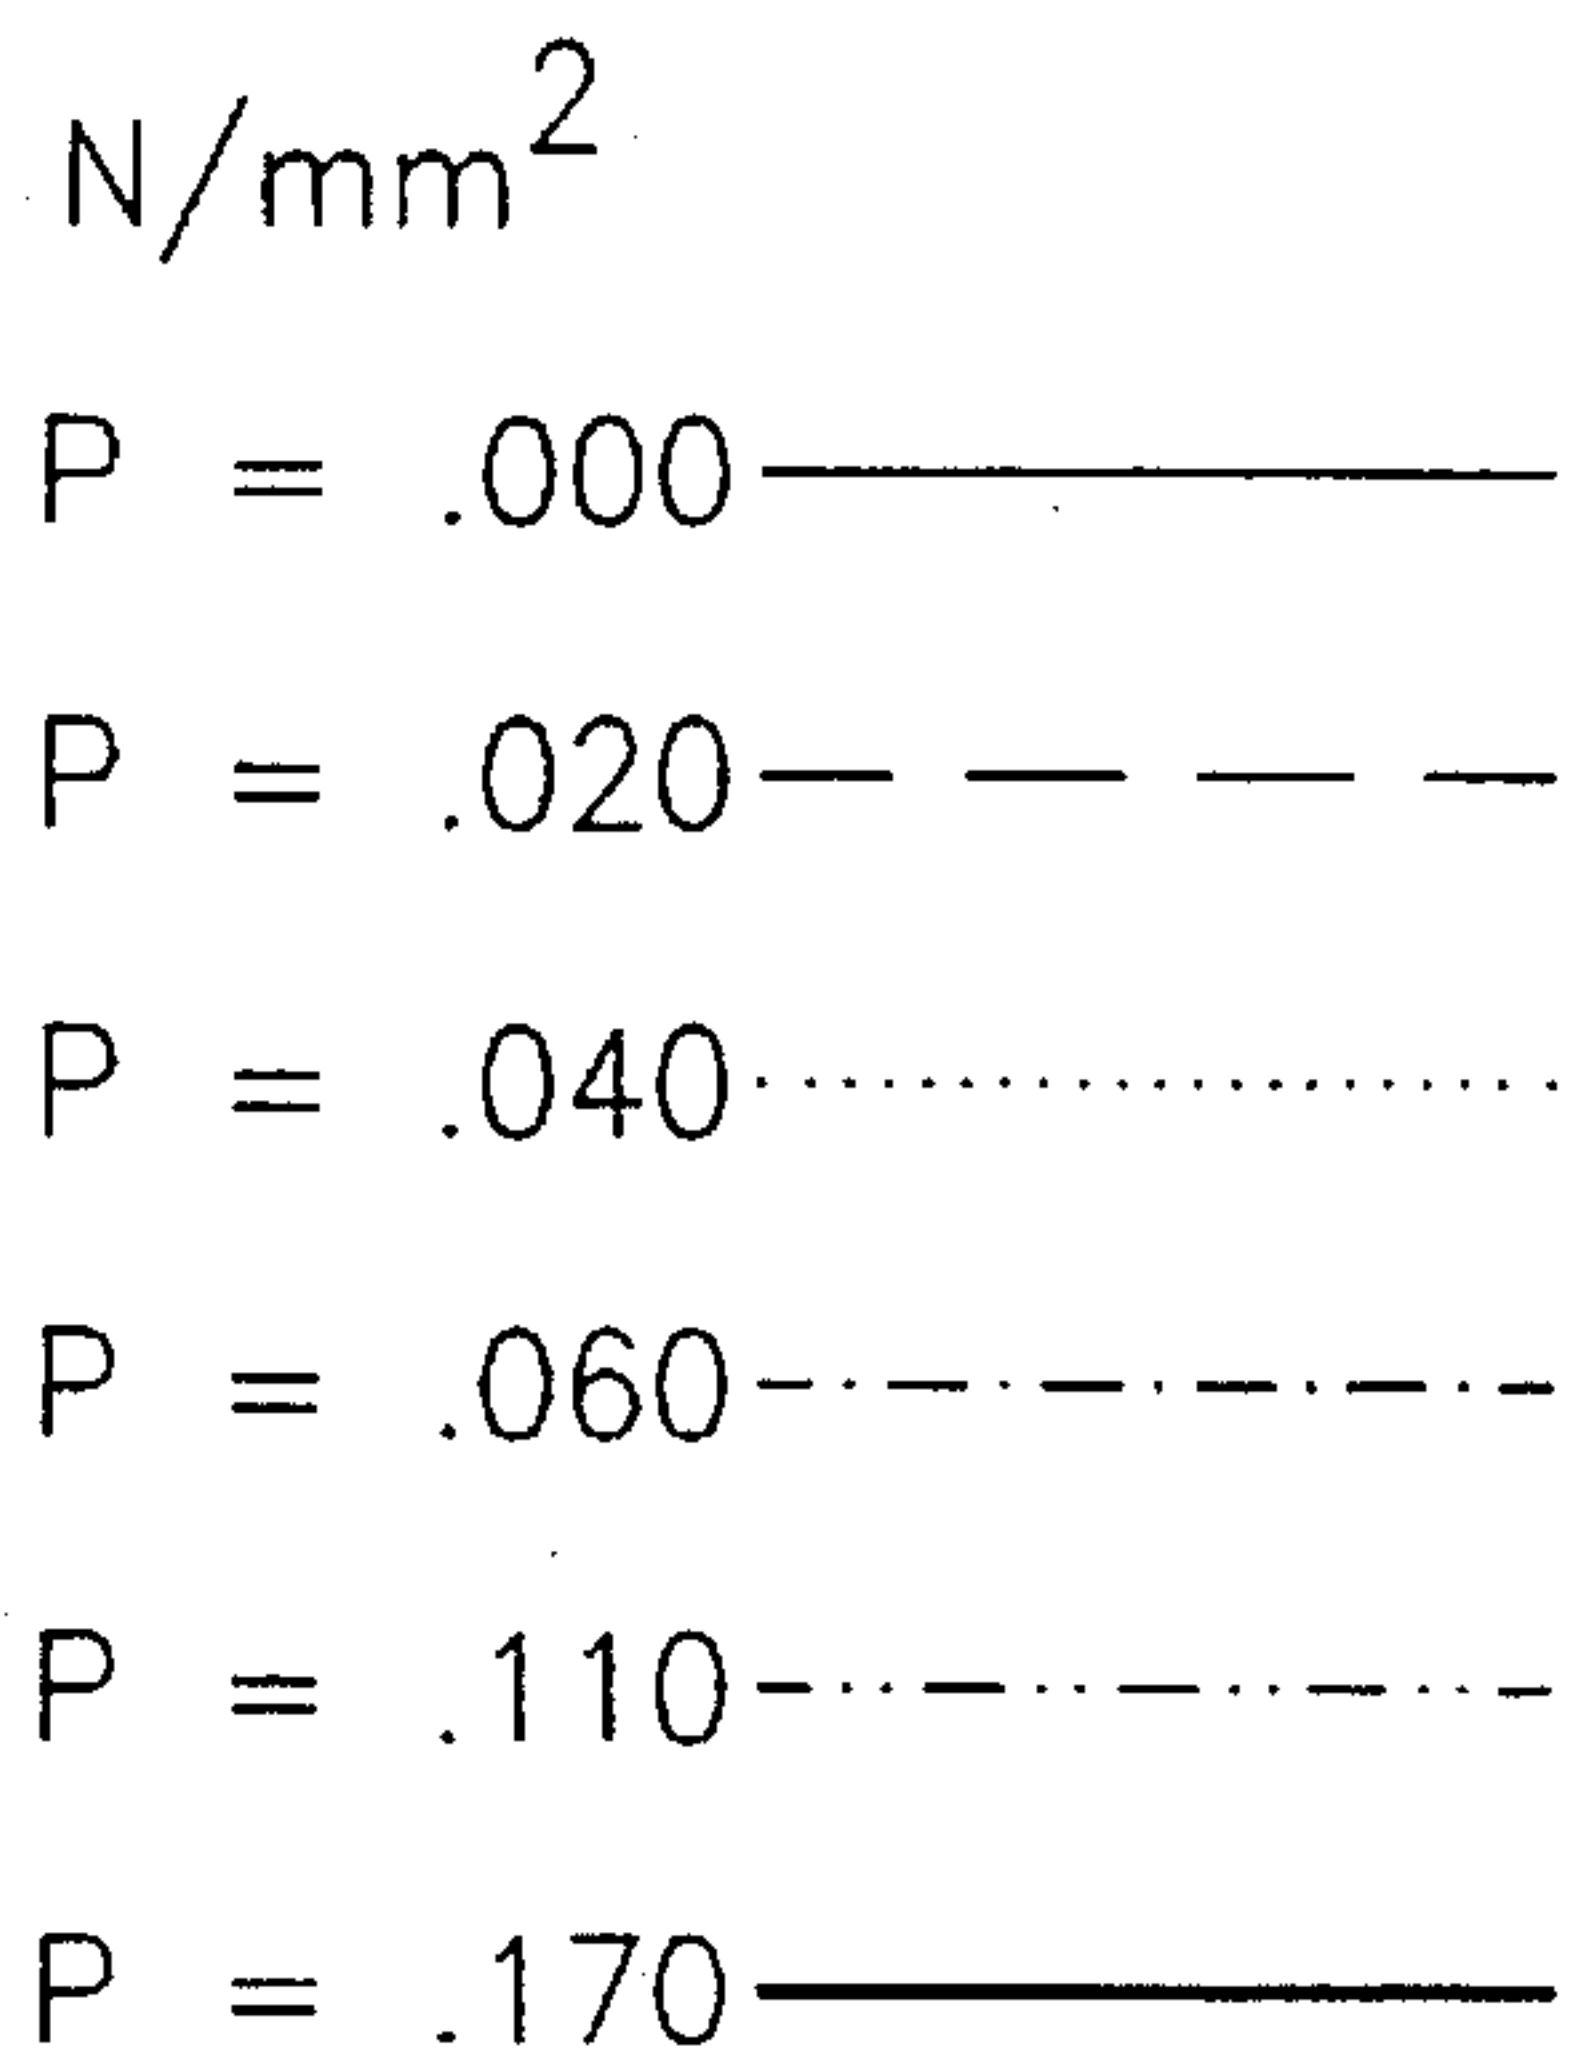 N/mm²
P = .000
P = .020
P = .040
P = .060
P = .110
P = .170